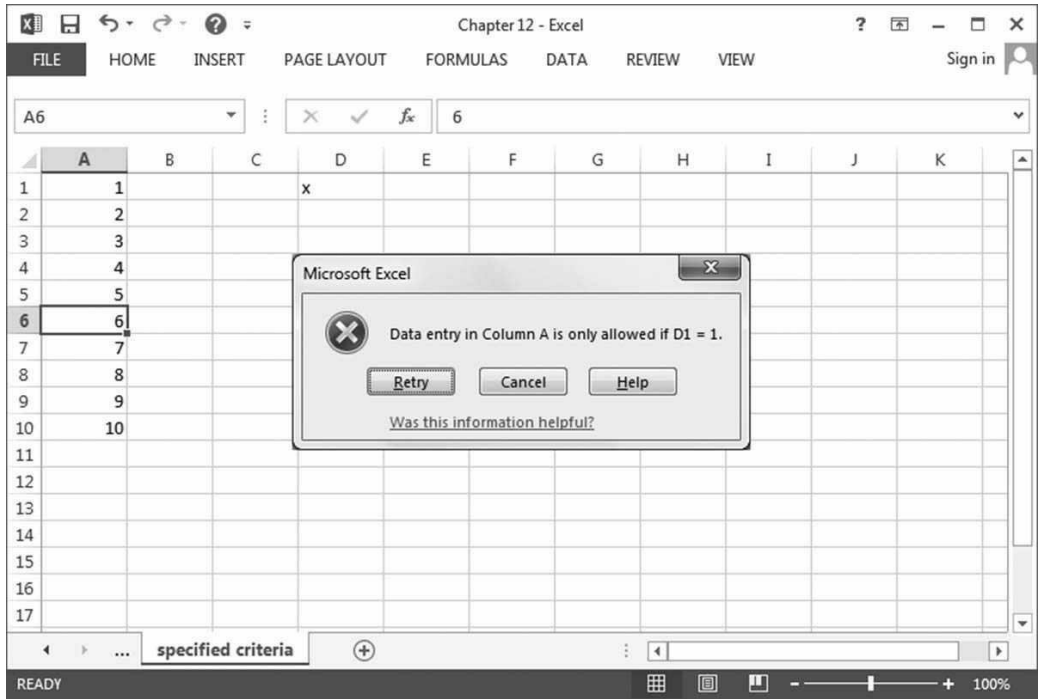 Chapter 12 - Excel
FILE HOME INSERT PAGE LAYOUT FORMULAS DATA REVIEW VIEW Sign in
A6 fx 6
A B C D E F G H I J K
1 1 x
2 2
3 3
4 4
5 5
6 6
7 7
8 8
9 9
10 10
11
12
13
14
15
16
17
Microsoft Excel
Data entry in Column A is only allowed if D1 = 1.
Retry Cancel Help
Was this information helpful?
... specified criteria
READY 100%